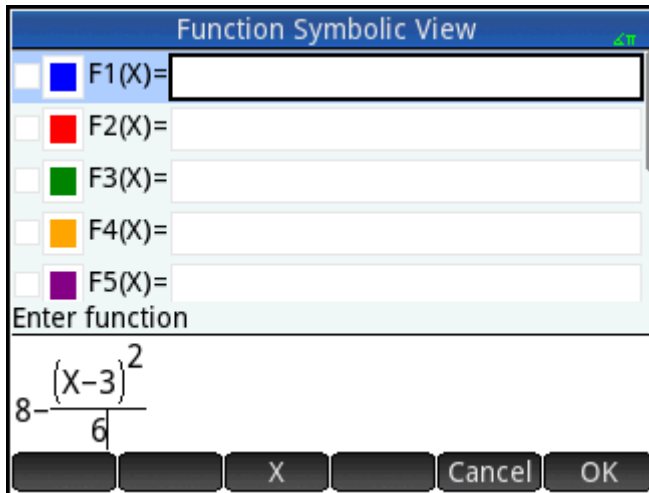 Function Symbolic View
∡π
F1(X)=
F2(X)=
F3(X)=
F4(X)=
F5(X)=
Enter function
8-(X-3)²/6
X Cancel OK